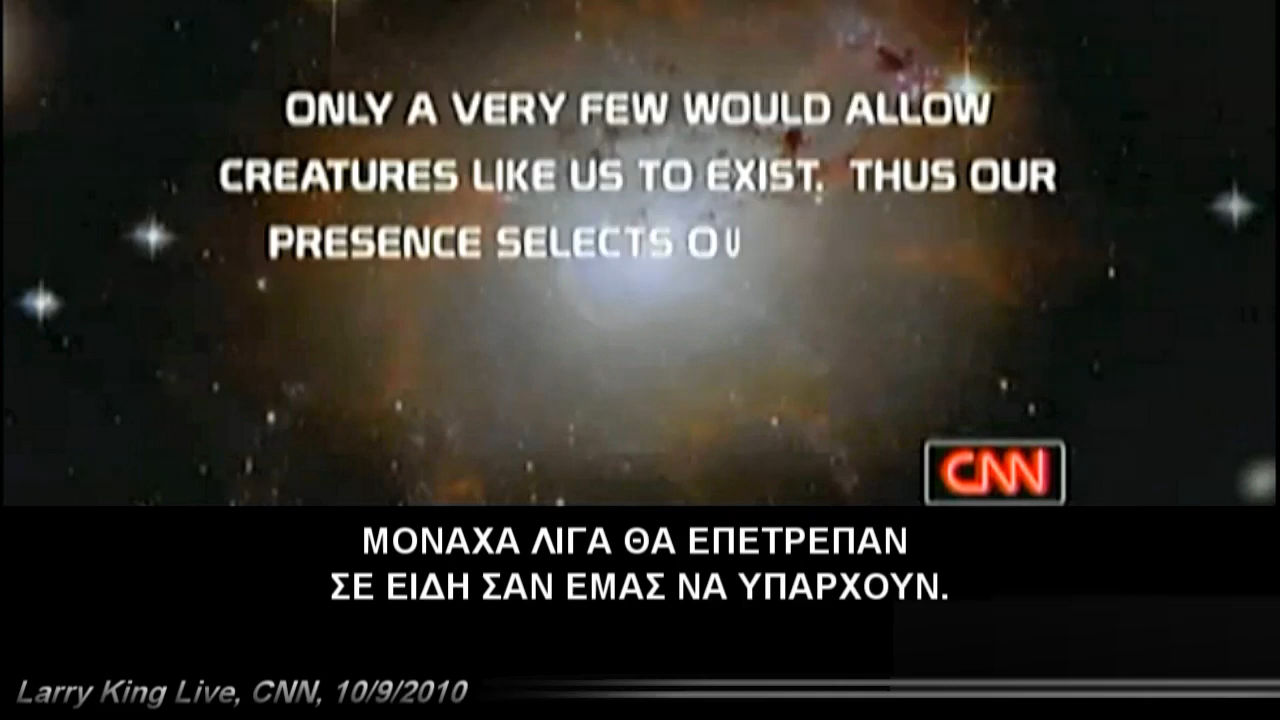 ONLY A VERY FEW WOULD ALLOW
CREATURES LIKE US TO EXIST. THUS OUR
PRESENCE SELECTS OU
CNN
ΜΟΝΑΧΑ ΛΙΓΑ ΘΑ ΕΠΕΤΡΕΠΑΝ
ΣΕ ΕΙΔΗ ΣΑΝ ΕΜΑΣ ΝΑ ΥΠΑΡΧΟΥΝ.
Larry King Live, CNN, 10/9/2010